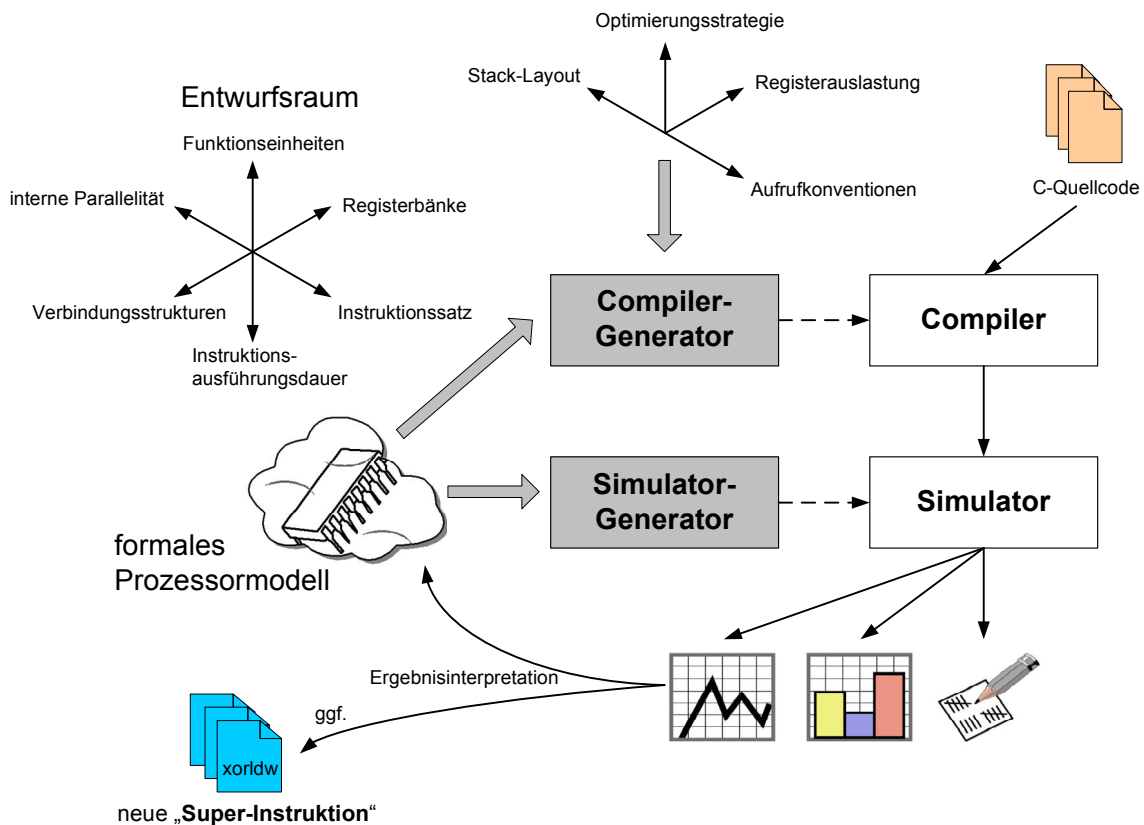 Optimierungsstrategie
Stack-Layout
Registerauslastung
Aufrufkonventionen
Entwurfsraum
Funktionseinheiten
interne Parallelität
Registerbänke
Verbindungsstrukturen
Instruktionssatz
Instruktions-
ausführungsdauer
C-Quellcode
Compiler-
Generator
Compiler
Simulator-
Generator
Simulator
formales
Prozessormodell
Ergebnisinterpretation
ggf.
xorldw
neue „Super-Instruktion“